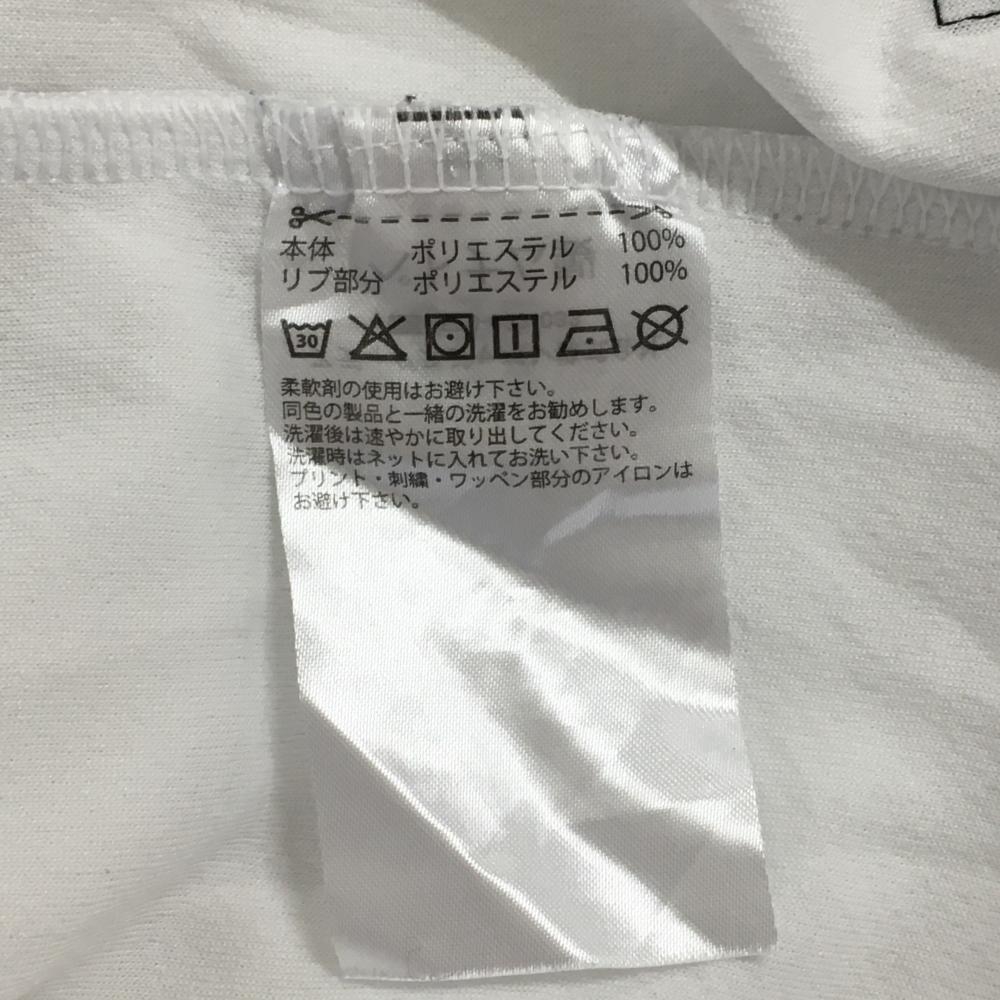 本体 ポリエステル 100%
リブ部分 ポリエステル 100%
30
柔軟剤の使用はお避け下さい。
同色の製品と一緒の洗濯をお勧めします。
洗濯後は速やかに取り出してください。
洗濯時はネットに入れてお洗い下さい。
プリント・刺繍・ワッペン部分のアイロンは
お避け下さい。